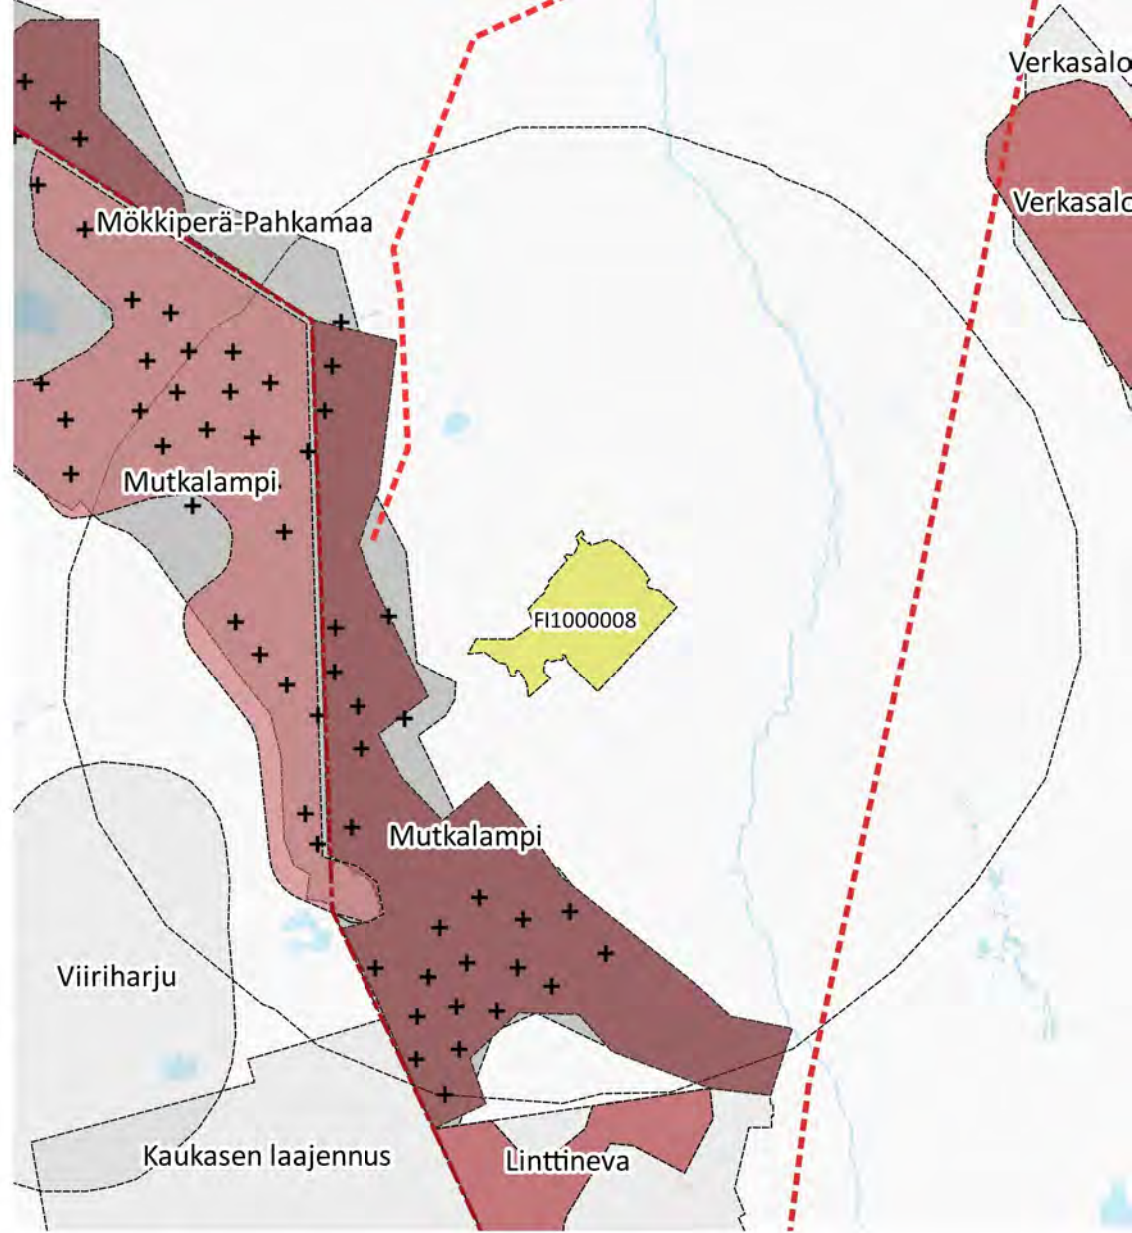 Verkasalo
Verkasalo
Mökkiperä-Pahkamaa
Mutkalampi
FI1000008
Mutkalampi
Viiriharju
Kaukasen laajennus
Linttineva